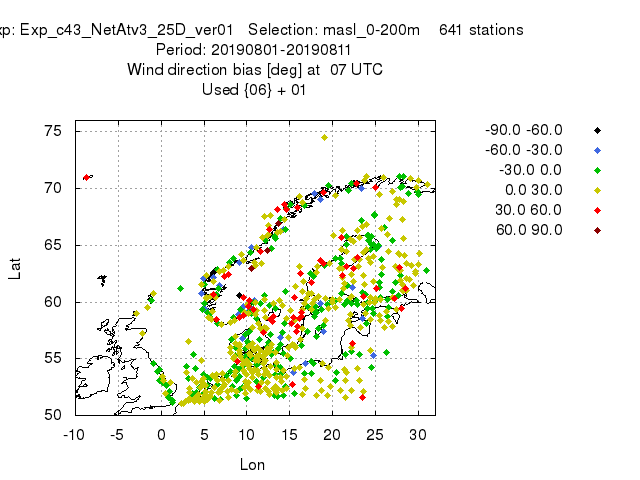 xp: Exp_c43_NetAtv3_25D_ver01 Selection: masl_0-200m 641 stations
Period: 20190801-20190811
Wind direction bias [deg] at 07 UTC
Used {06} + 01
-90.0 -60.0
-60.0 -30.0
-30.0 0.0
0.0 30.0
30.0 60.0
60.0 90.0
75
70
65
60
55
50
Lat
-10 -5 0 5 10 15 20 25 30
Lon